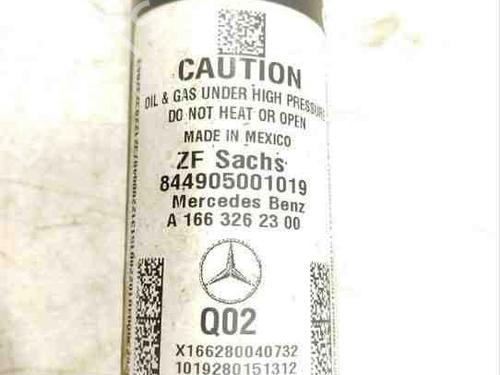 CAUTION
OIL & GAS UNDER HIGH PRESSURE
DO NOT HEAT OR OPEN
MADE IN MEXICO
ZF Sachs
844905001019
Mercedes Benz
A 166 326 23 00
Q02
X166280040732
1019280151312